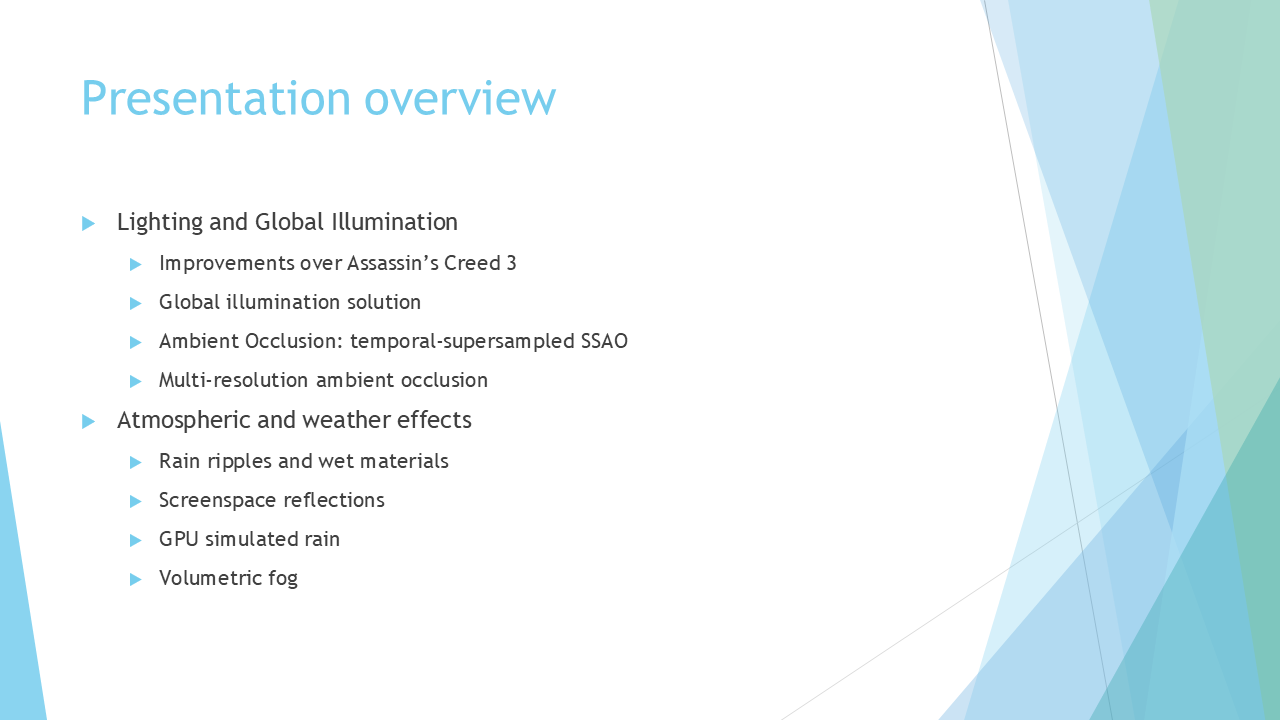 Presentation overview
Lighting and Global Illumination
Improvements over Assassin’s Creed 3
Global illumination solution
Ambient Occlusion: temporal-supersampled SSAO
Multi-resolution ambient occlusion
Atmospheric and weather effects
Rain ripples and wet materials
Screenspace reflections
GPU simulated rain
Volumetric fog